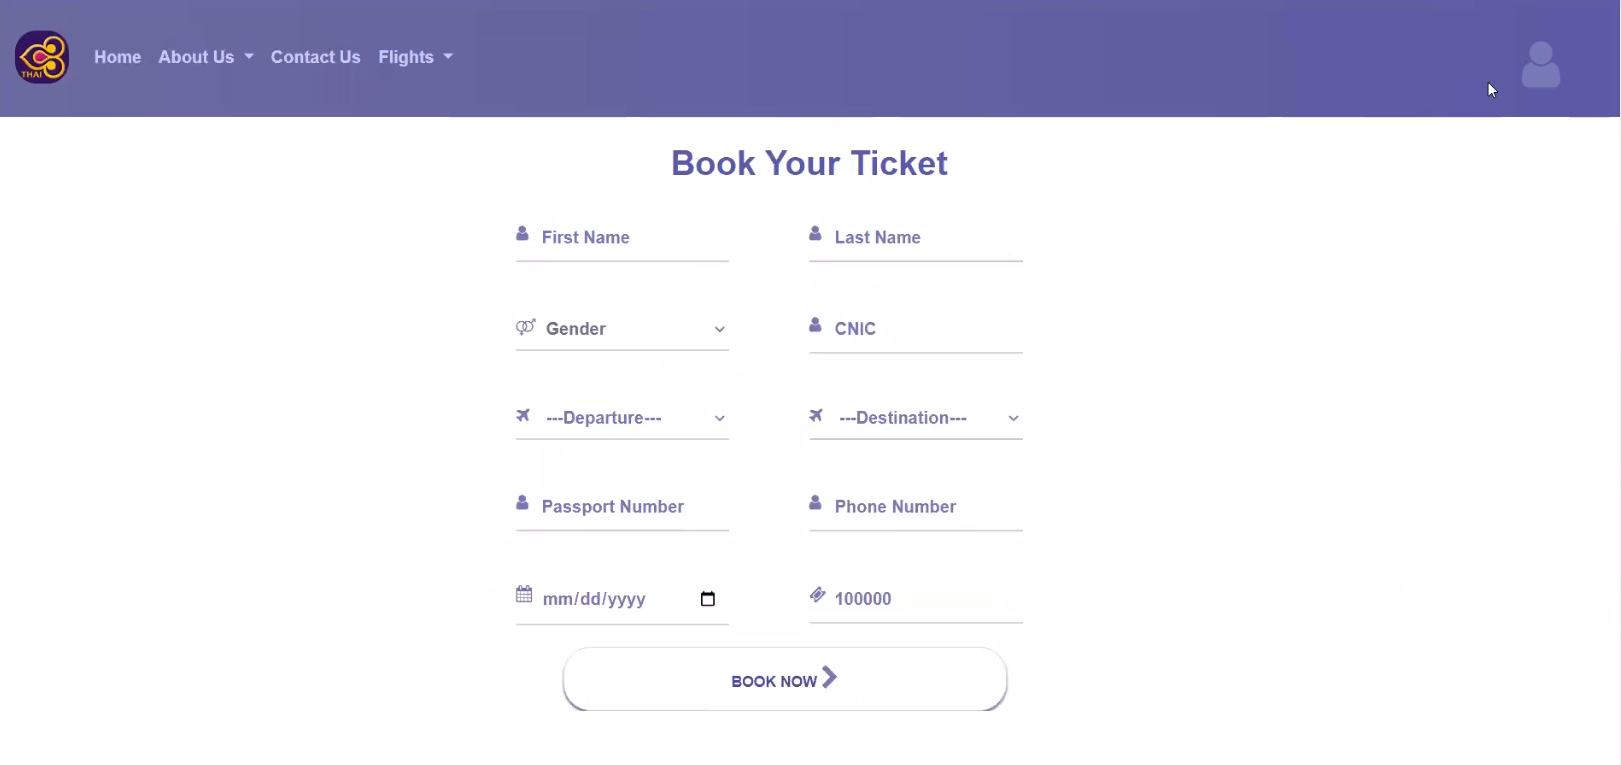 THAI
Home About Us Contact Us Flights
Book Your Ticket
First Name Last Name
Gender CNIC
---Departure--- ---Destination---
Passport Number Phone Number
mm/dd/yyyy 100000
BOOK NOW